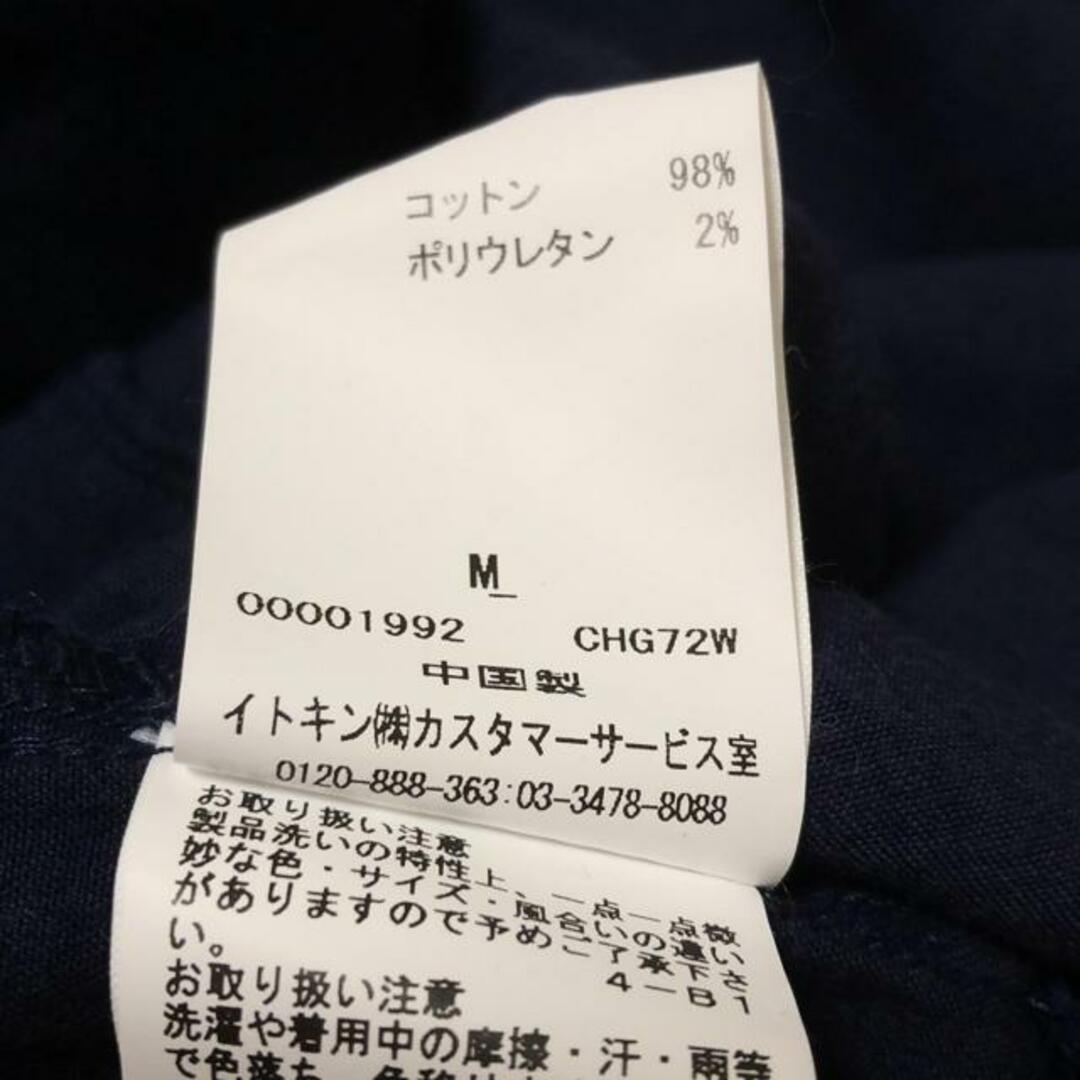 コットン 98%
ポリウレタン 2%
M_
00001992 CHG72W
中国製
イトキン㈱カスタマーサービス室
0120-888-363:03-3478-8088
お取り扱い注意
製品洗いの特性上、一点一点微
妙な色・サイズ・風合いの違い
がありますので予めご了承下さ
い。
4-B1
お取り扱い注意
洗濯や着用中の摩擦・汗・雨等
で色落ち